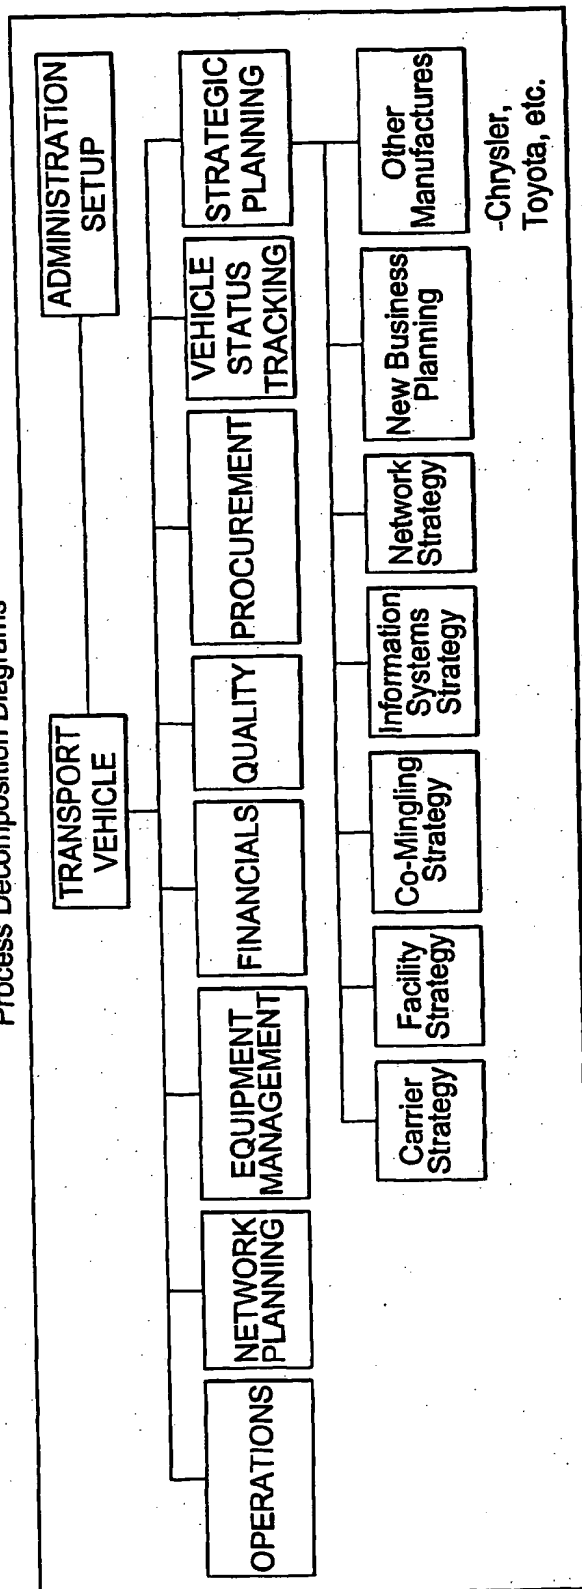 Process Decomposition Diagrams
TRANSPORT
VEHICLE
ADMINISTRATION
SETUP
OPERATIONS
NETWORK
PLANNING
EQUIPMENT
MANAGEMENT
FINANCIALS
QUALITY
PROCUREMENT
VEHICLE
STATUS
TRACKING
STRATEGIC
PLANNING
Carrier
Strategy
Facility
Strategy
Co-Mingling
Strategy
Information
Systems
Strategy
Network
Strategy
New Business
Planning
Other
Manufactures
-Chrysler,
Toyota, etc.